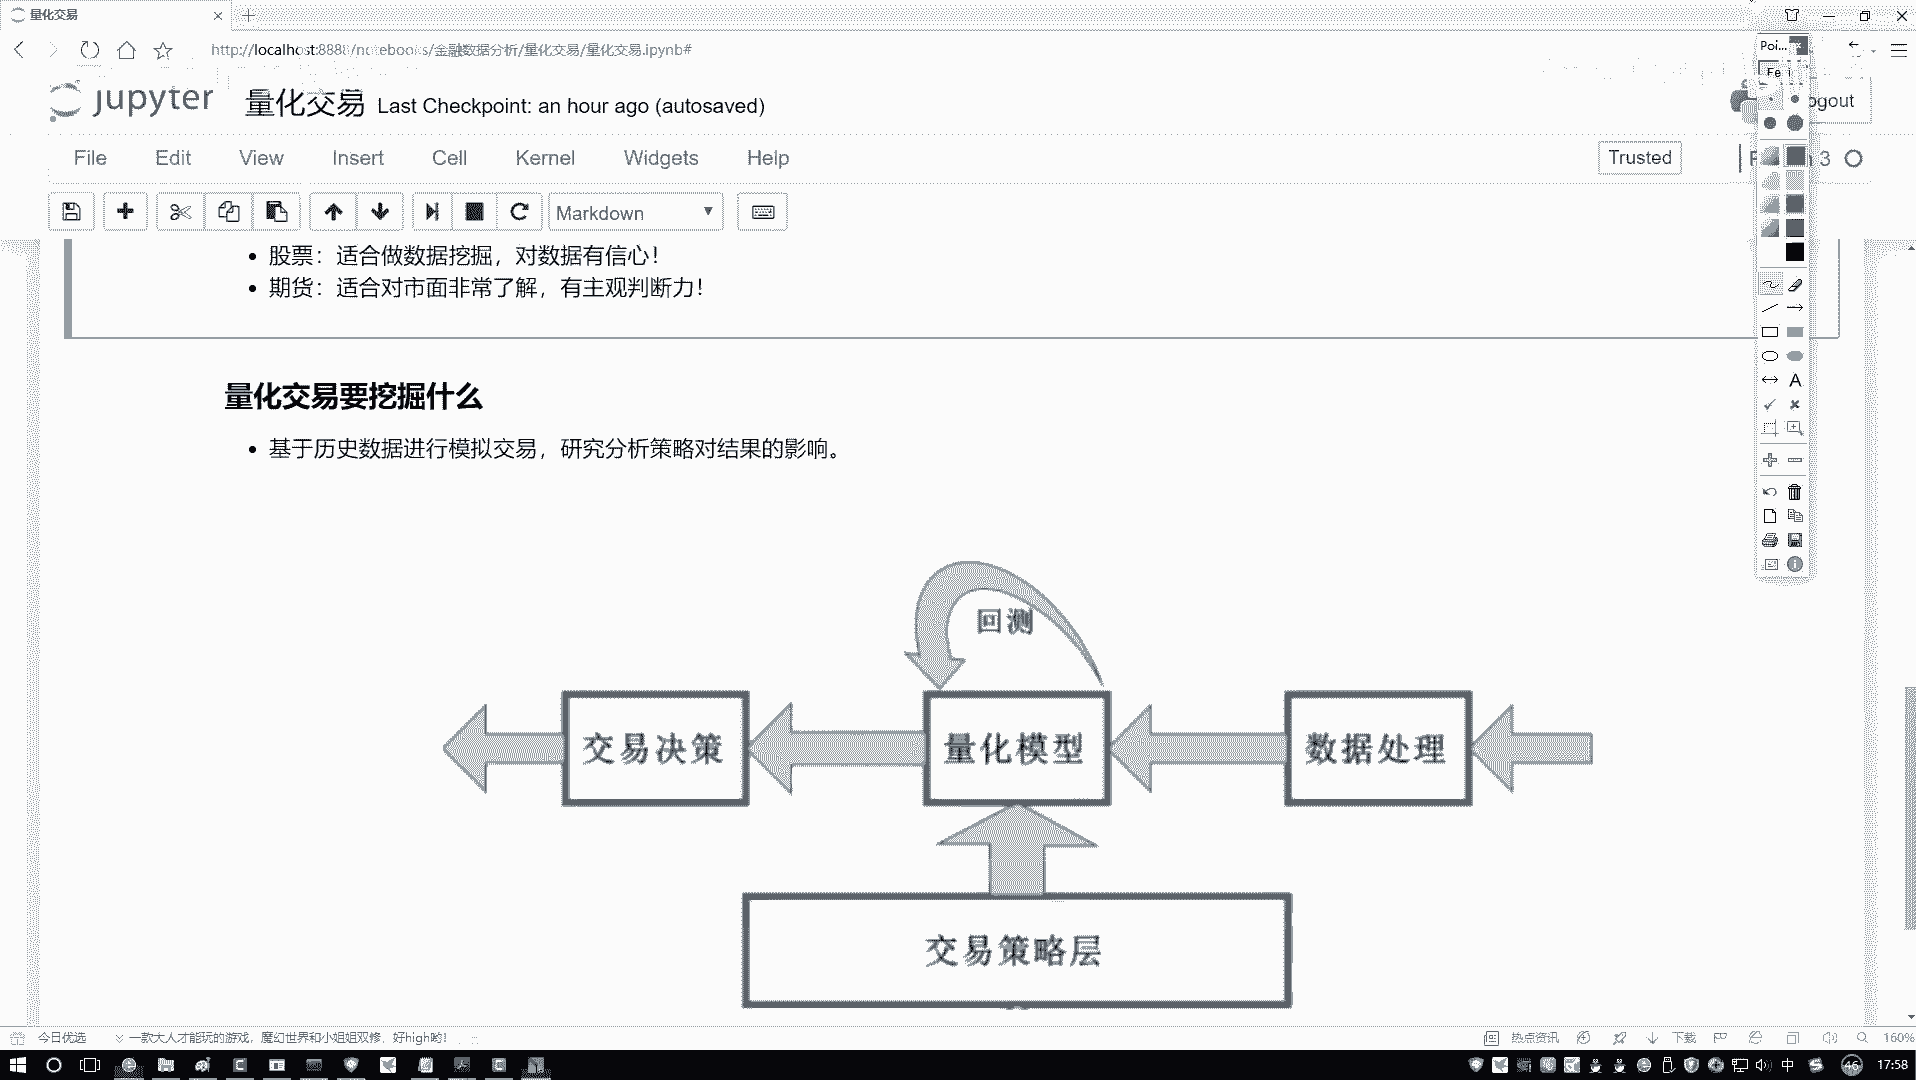 量化交易
http://localhost:8888/notebooks/金融数据分析/量化交易/量化交易.ipynb#
Poi...
jupyter 量化交易 Last Checkpoint: an hour ago (autosaved)
ogout
File Edit View Insert Cell Kernel Widgets Help
Trusted
3
Markdown
股票：适合做数据挖掘，对数据有信心！
期货：适合对市面非常了解，有主观判断力！
量化交易要挖掘什么
基于历史数据进行模拟交易，研究分析策略对结果的影响。
回测
交易决策 量化模型 数据处理
交易策略层
今日优选 一款大人才能玩的游戏，魔幻世界和小姐姐双修，好high哟！
热点资讯 下载 160%
中 46 17:58